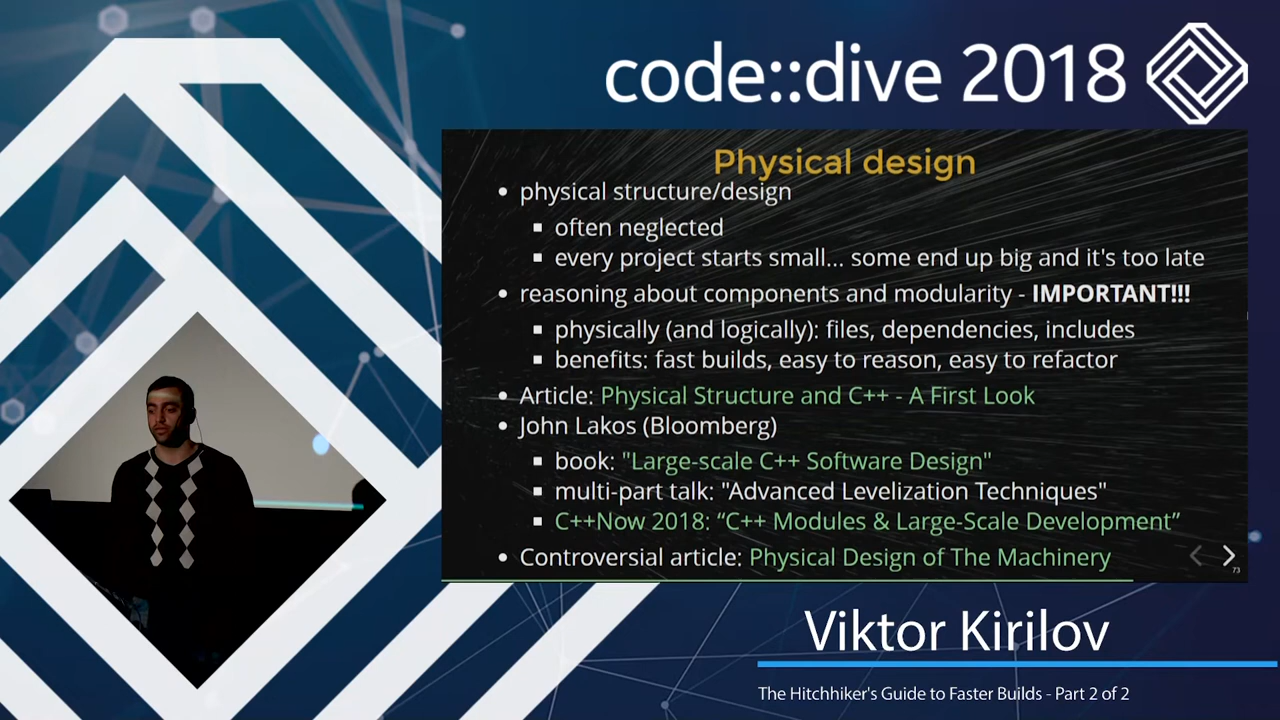 code::dive 2018
Physical design
• physical structure/design
▪ often neglected
▪ every project starts small... some end up big and it's too late
• reasoning about components and modularity - IMPORTANT!!!
▪ physically (and logically): files, dependencies, includes
▪ benefits: fast builds, easy to reason, easy to refactor
• Article: Physical Structure and C++ - A First Look
• John Lakos (Bloomberg)
▪ book: "Large-scale C++ Software Design"
▪ multi-part talk: "Advanced Levelization Techniques"
▪ C++Now 2018: “C++ Modules & Large-Scale Development”
• Controversial article: Physical Design of The Machinery
73
Viktor Kirilov
The Hitchhiker's Guide to Faster Builds - Part 2 of 2